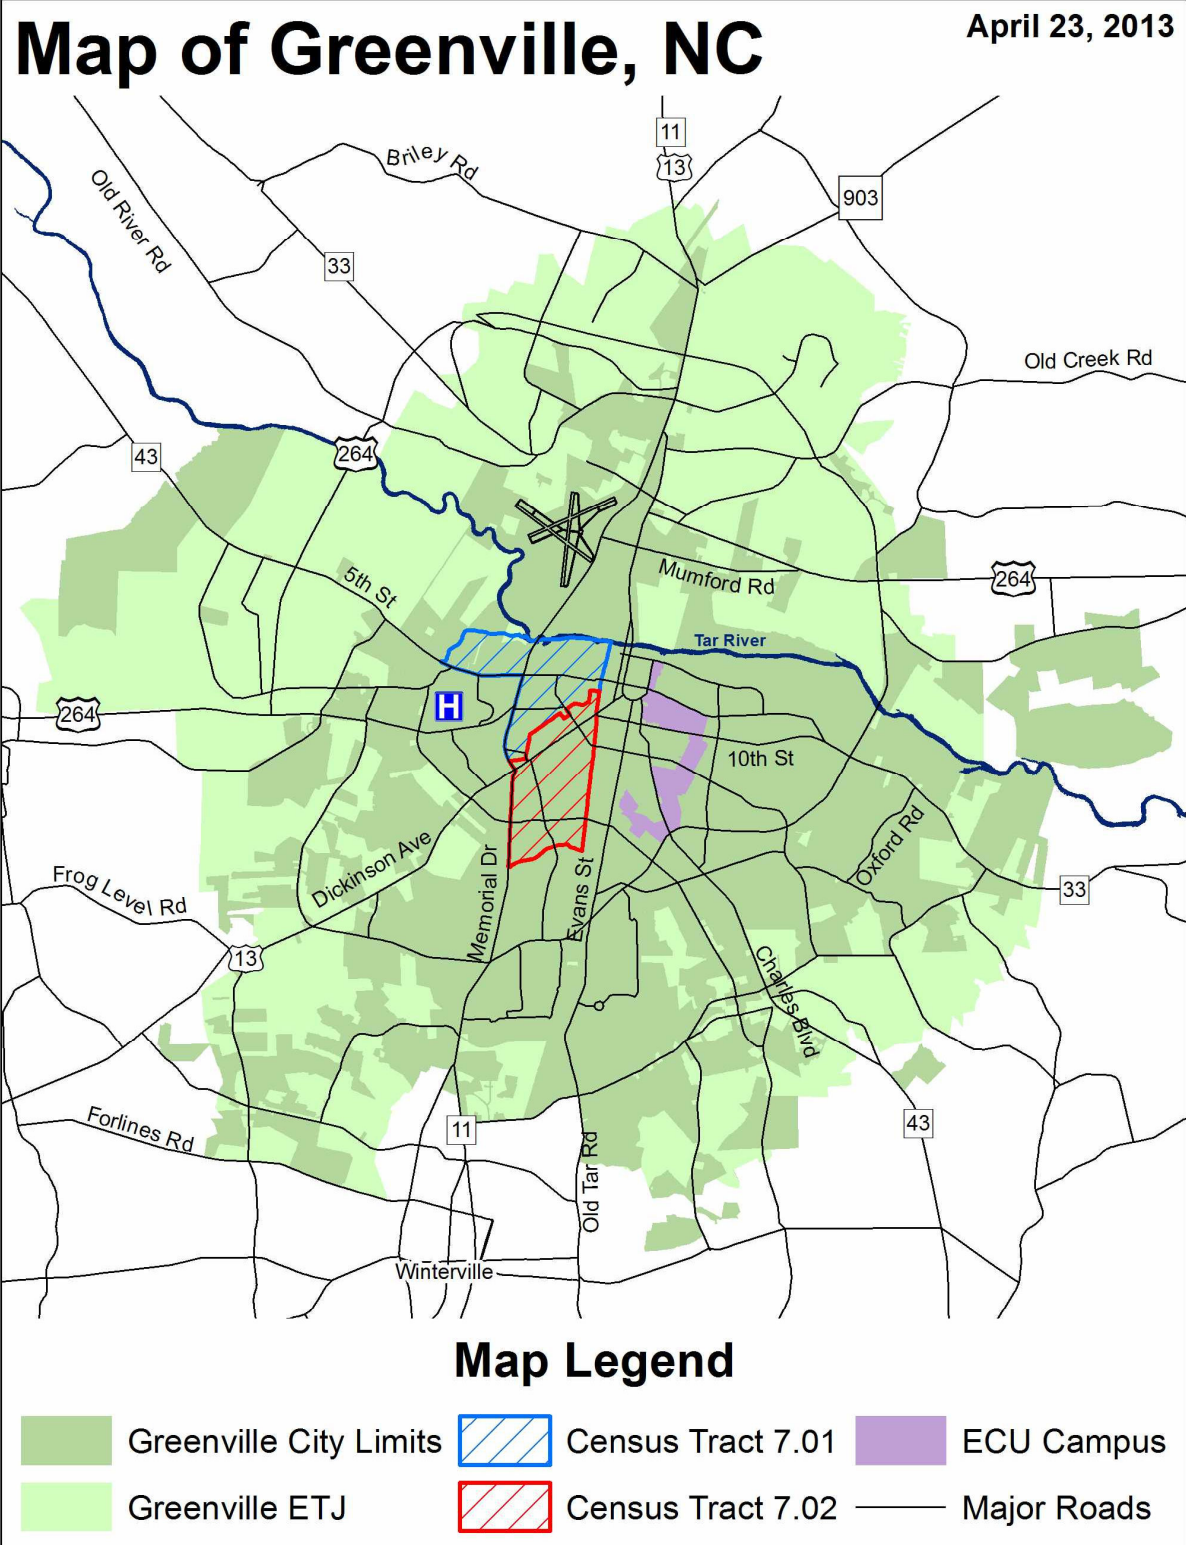 Map of Greenville, NC
April 23, 2013
11
13
Briley Rd
903
Old River Rd
33
Old Creek Rd
264
43
5th St
Mumford Rd
264
Tar River
H
264
10th St
Oxford Rd
Dickinson Ave
Memorial Dr
Evans St
Frog Level Rd
33
13
Charles Blvd
Forlines Rd
11
43
Old Tar Rd
Winterville
Map Legend
Greenville City Limits
Census Tract 7.01
ECU Campus
Greenville ETJ
Census Tract 7.02
Major Roads